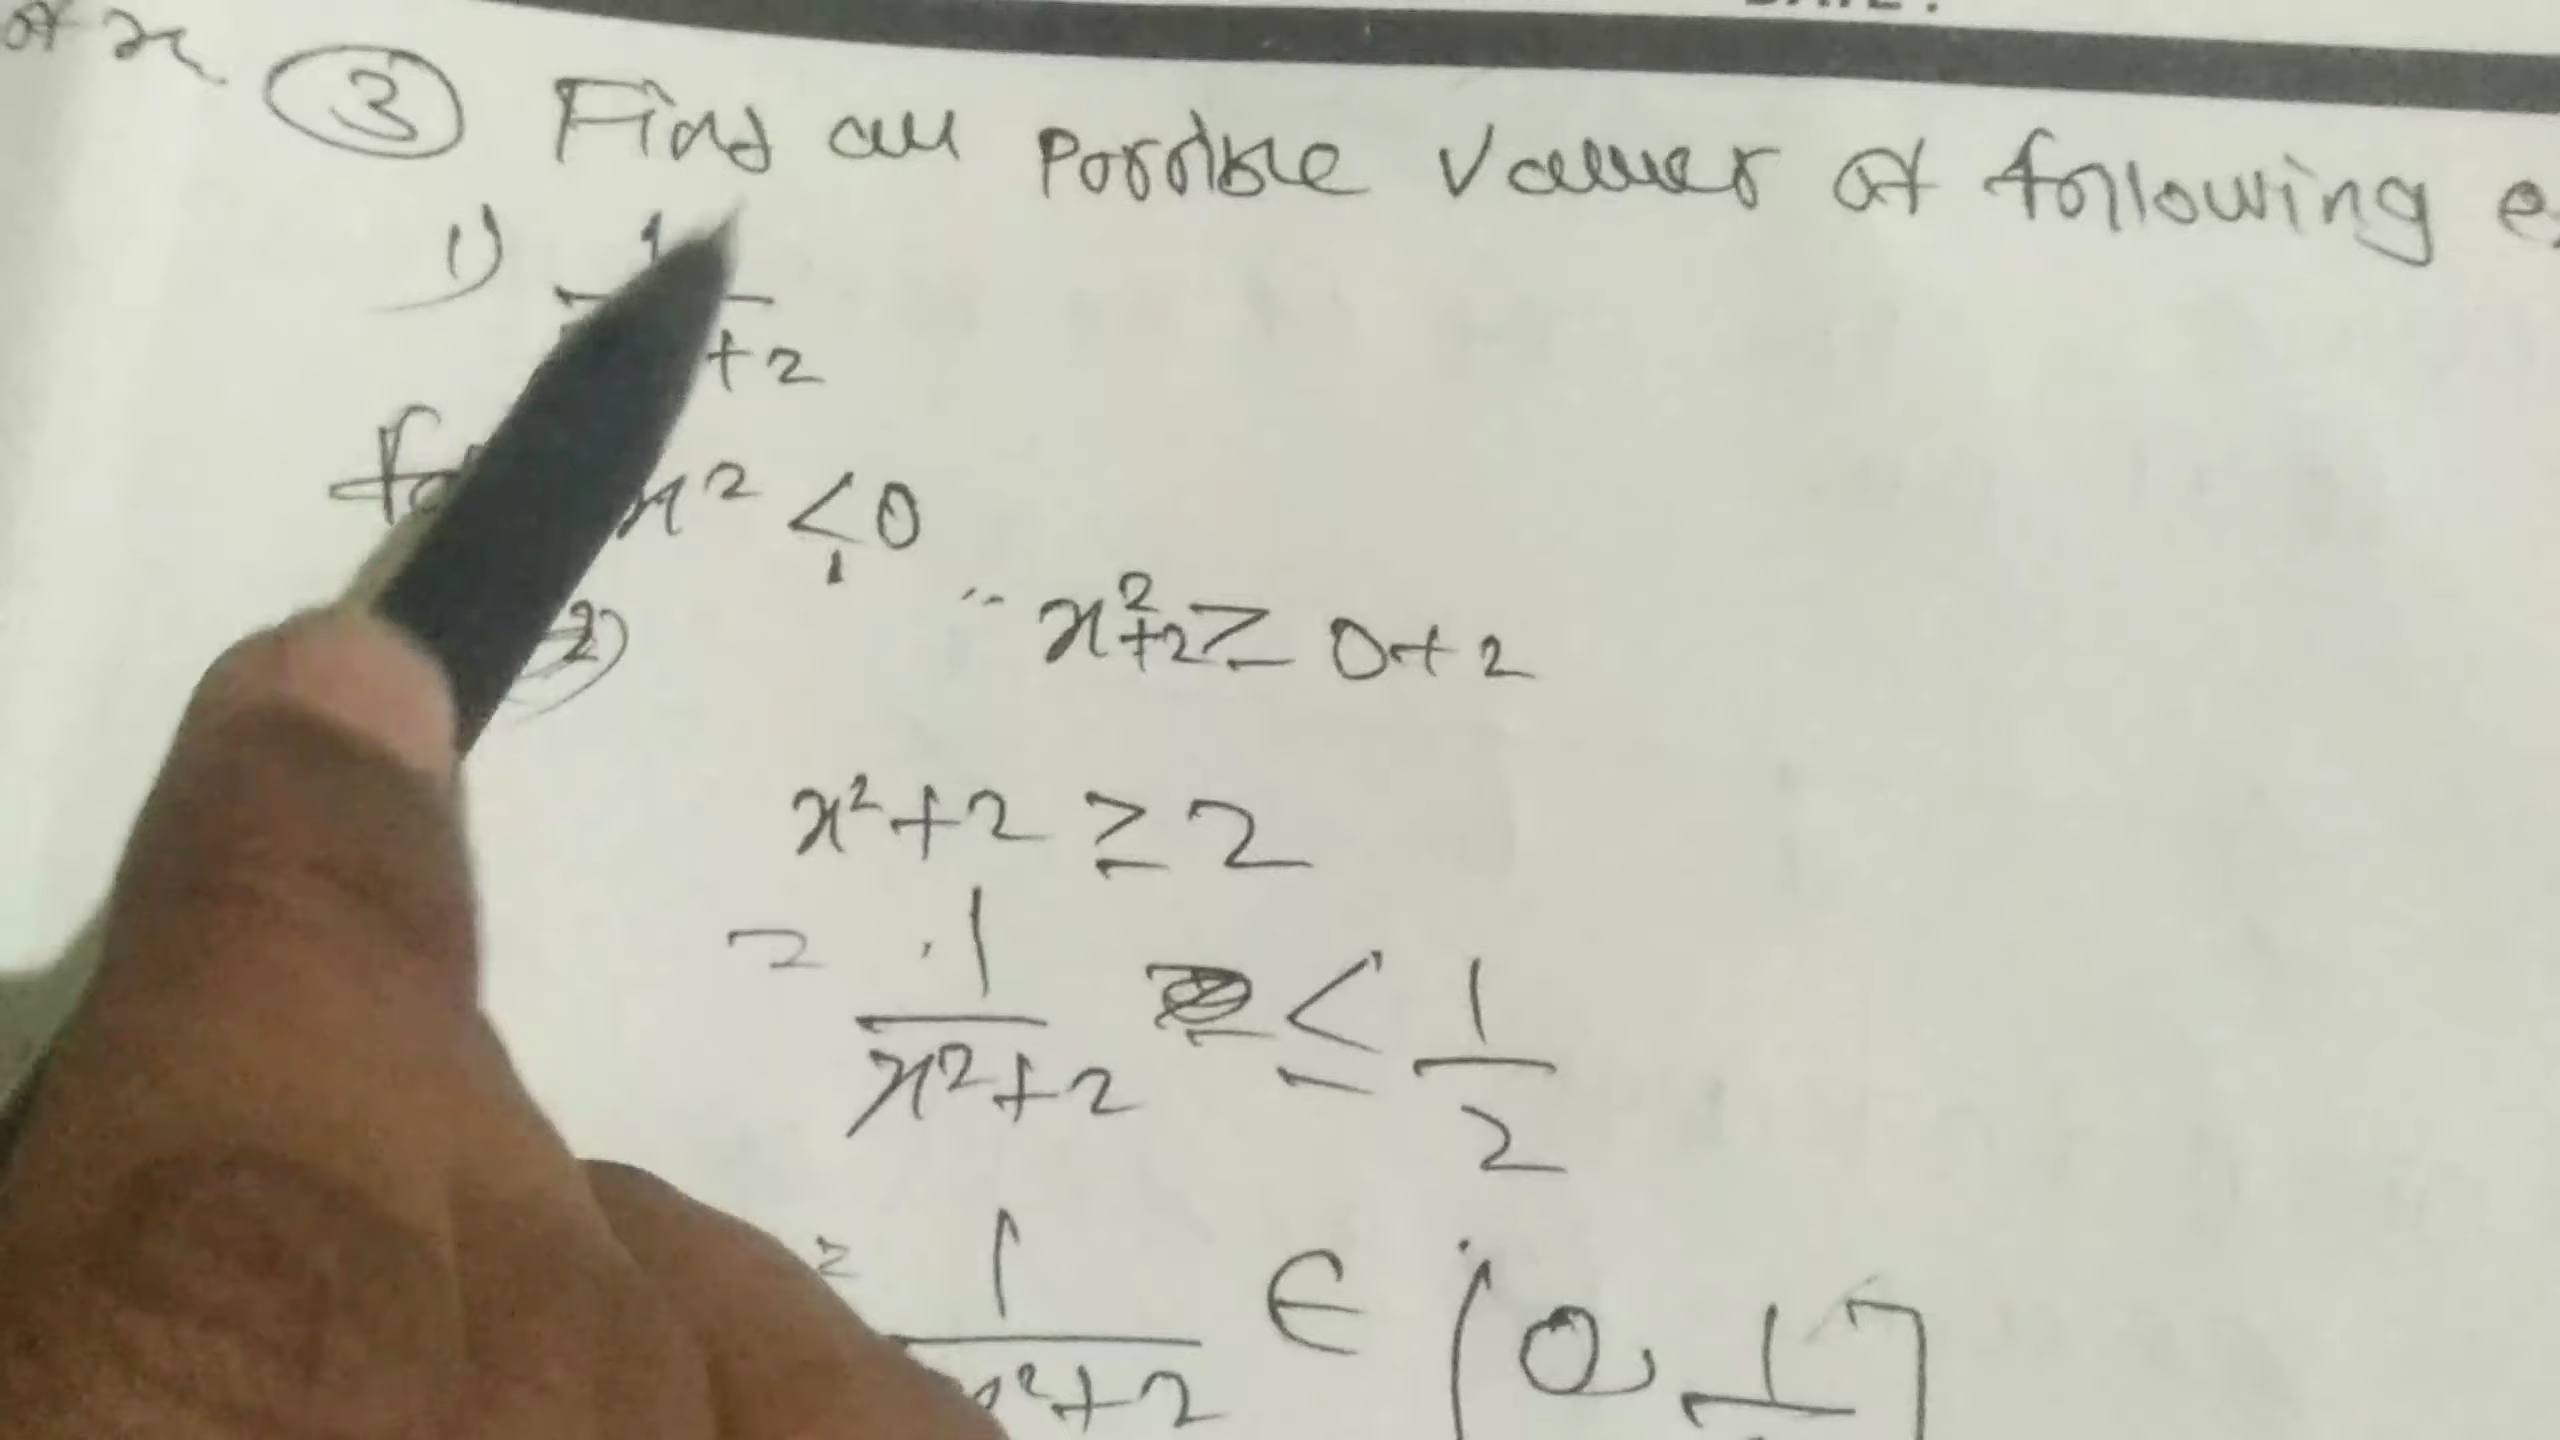 of x
③ Find all possible values of following
1) 1
+2
x² < 0
x²+2 ≥ 0+2
x²+2 ≥ 2
= 1/(x²+2) ≤ 1/2
= 1/(x²+2) ∈ (0, 1